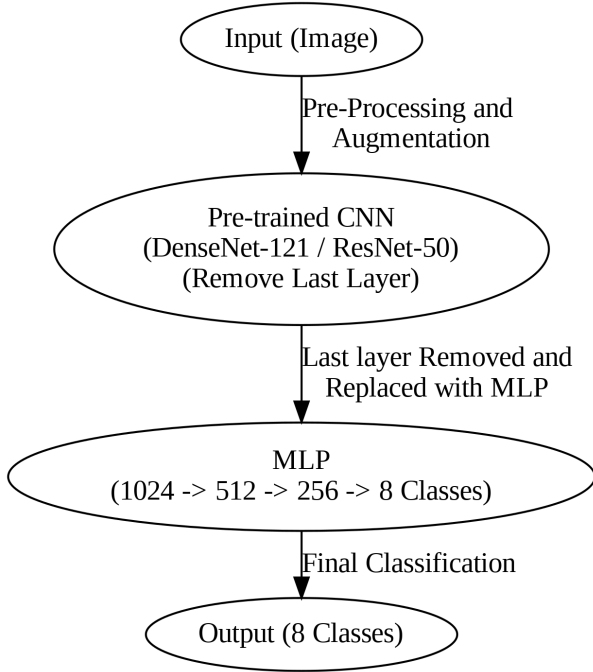 Input (Image)
Pre-Processing and
Augmentation
Pre-trained CNN
(DenseNet-121 / ResNet-50)
(Remove Last Layer)
Last layer Removed and
Replaced with MLP
MLP
(1024 -> 512 -> 256 -> 8 Classes)
Final Classification
Output (8 Classes)